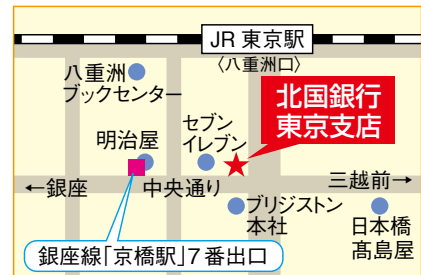 JR 東京駅
〈八重洲口〉
八重洲
ブックセンター
北国銀行
東京支店
セブン
イレブン
明治屋
←銀座
中央通り
三越前→
ブリジストン
本社
日本橋
髙島屋
銀座線「京橋駅」7番出口